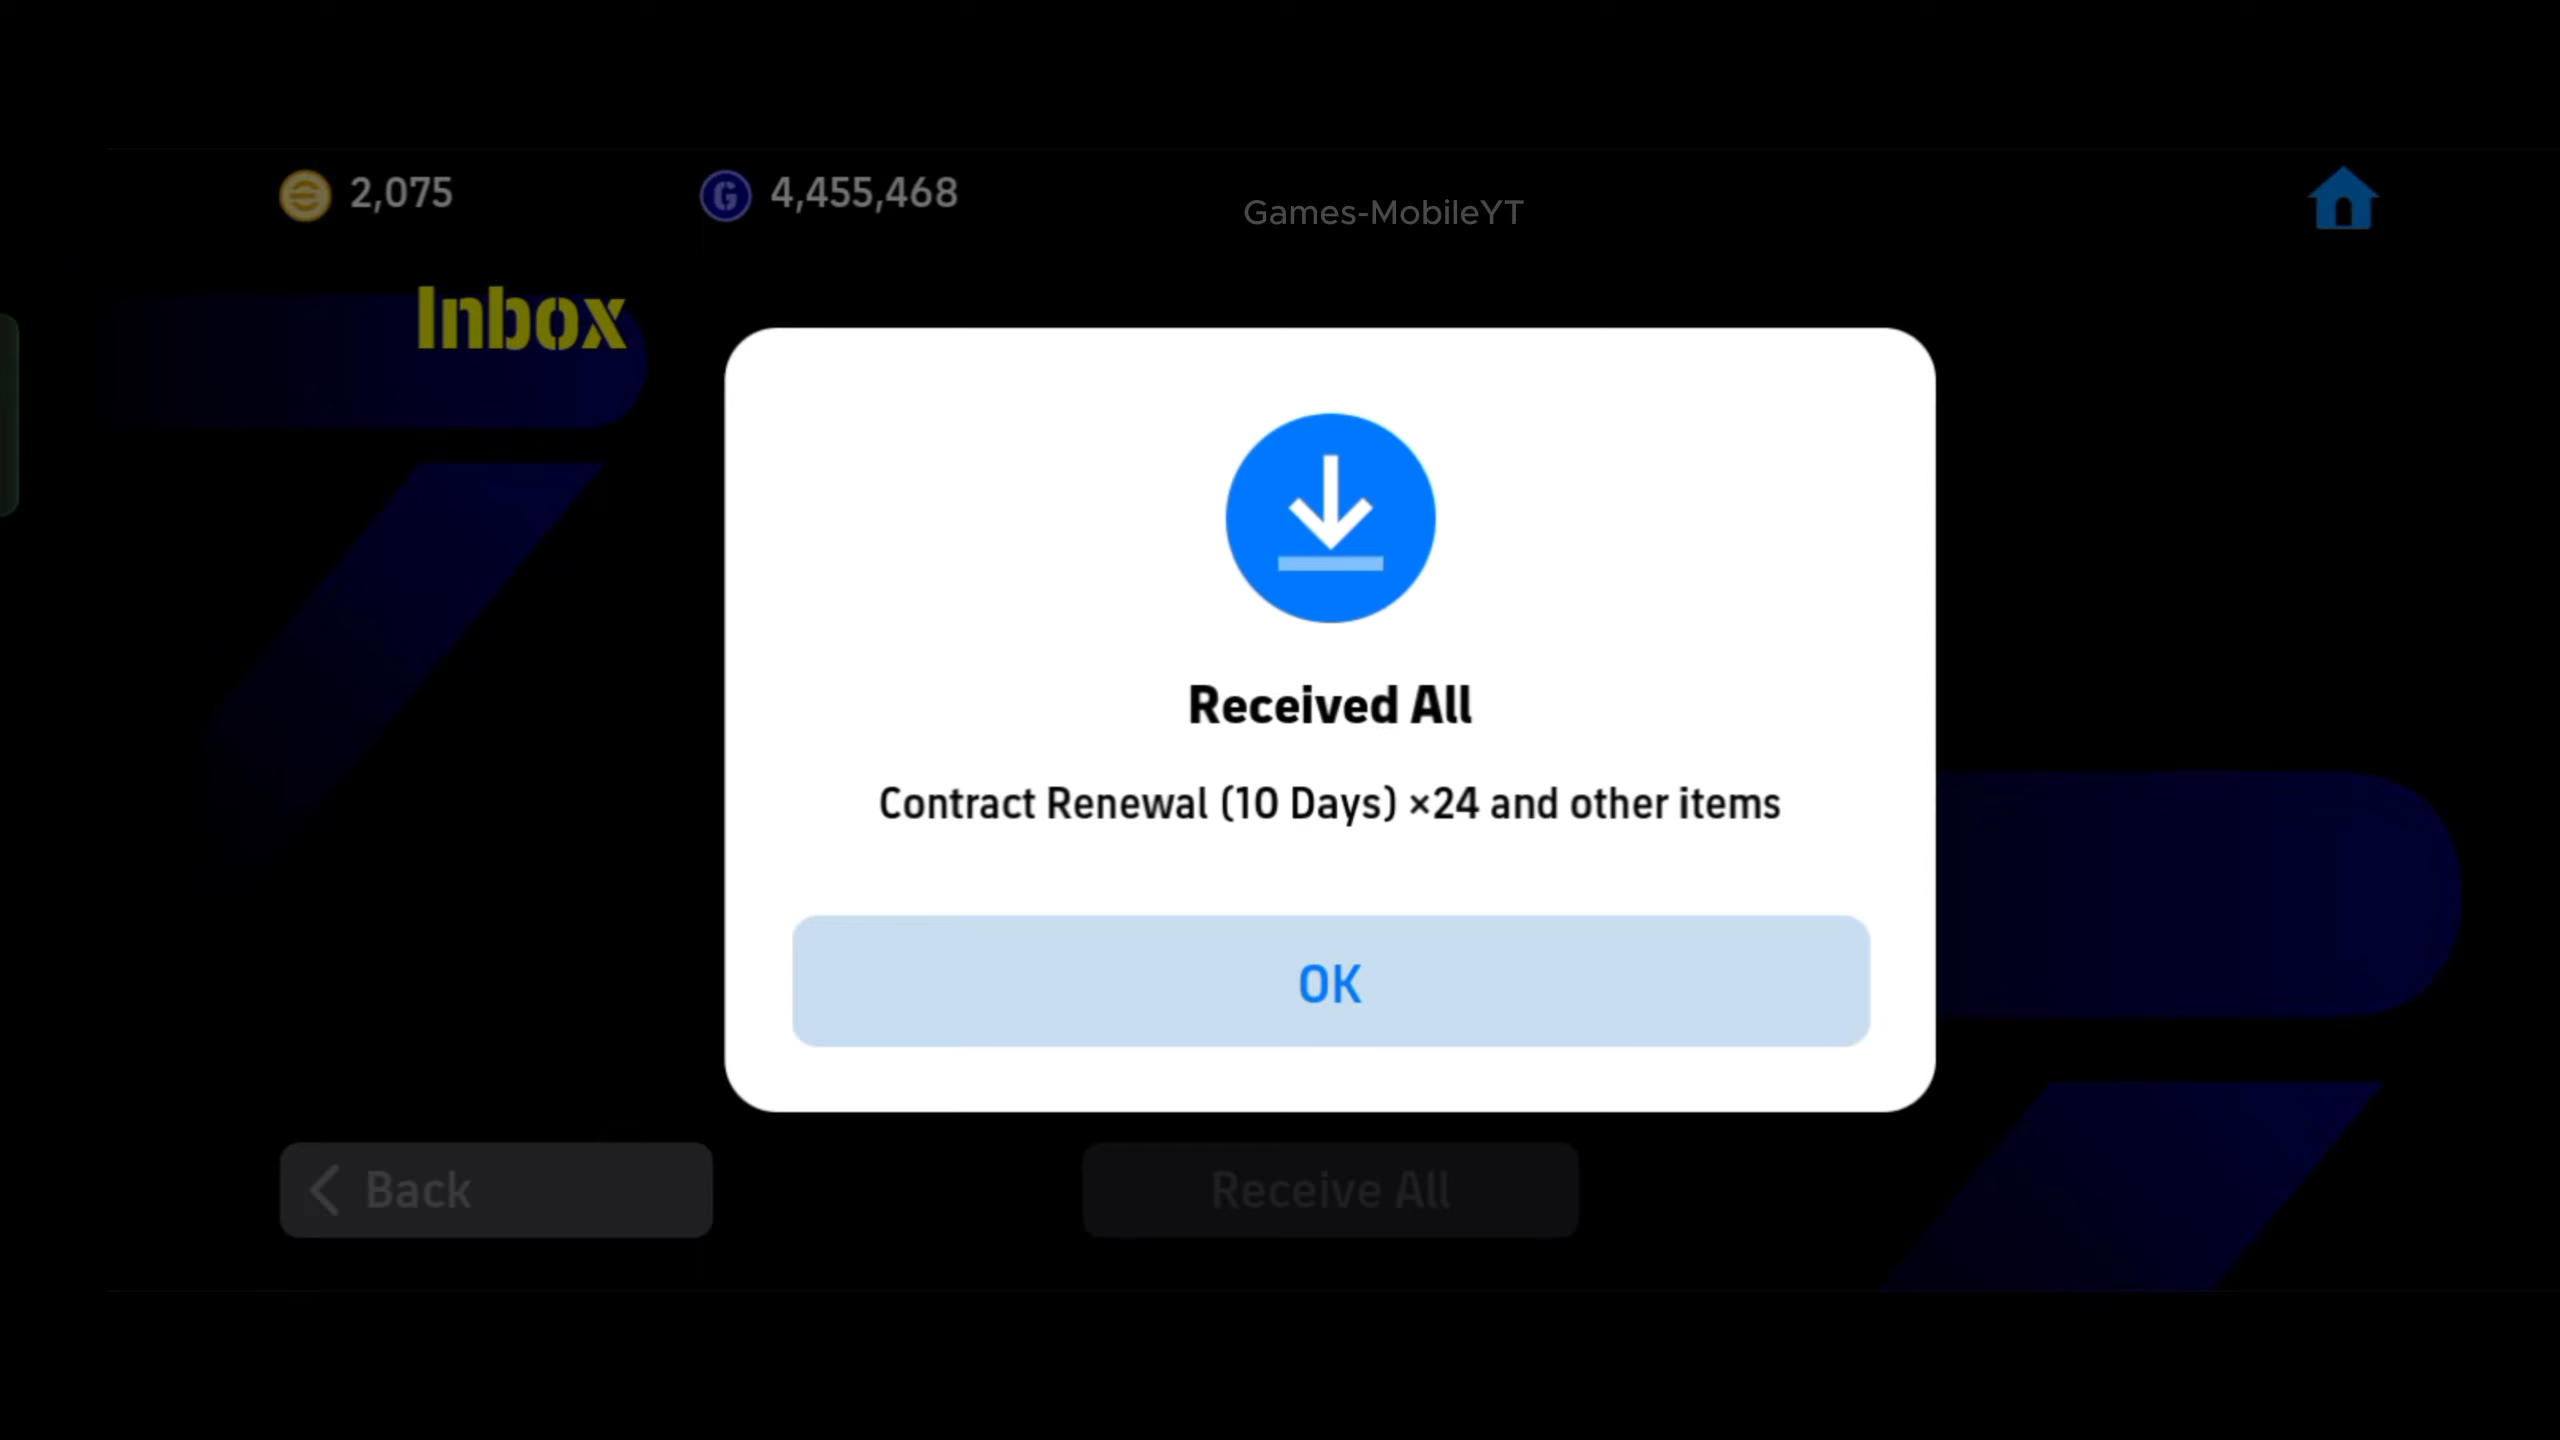 2,075
4,455,468
Games-MobileYT
Inbox
Received All
Contract Renewal (10 Days) ×24 and other items
OK
Back
Receive All